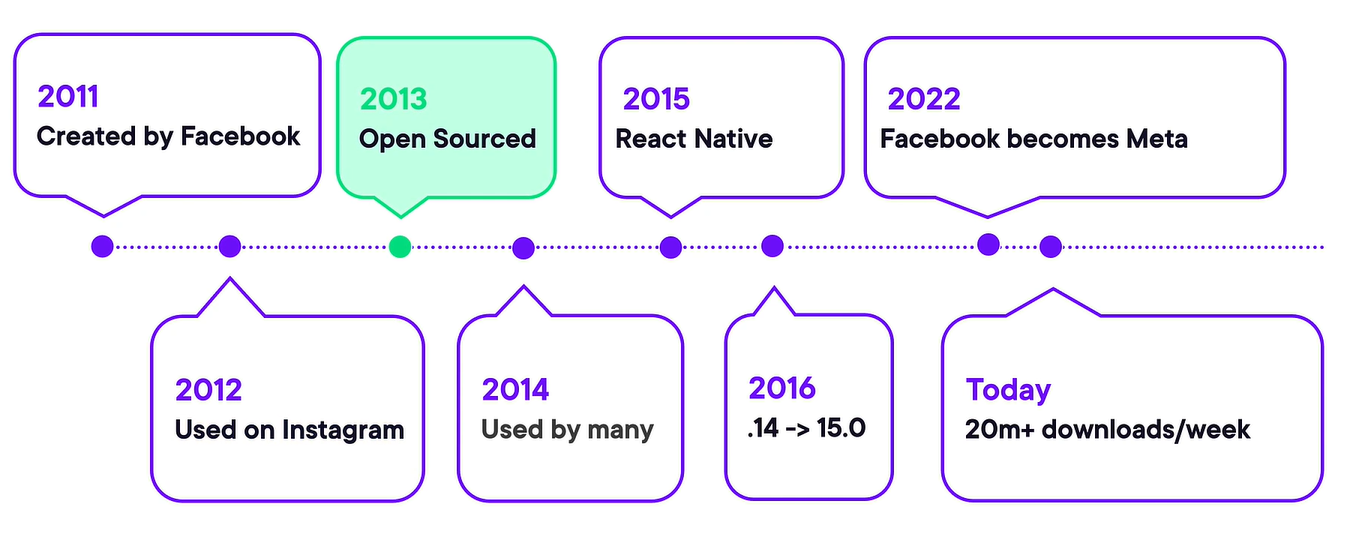 2011
Created by Facebook
2013
Open Sourced
2015
React Native
2022
Facebook becomes Meta
2012
Used on Instagram
2014
Used by many
2016
.14 -> 15.0
Today
20m+ downloads/week